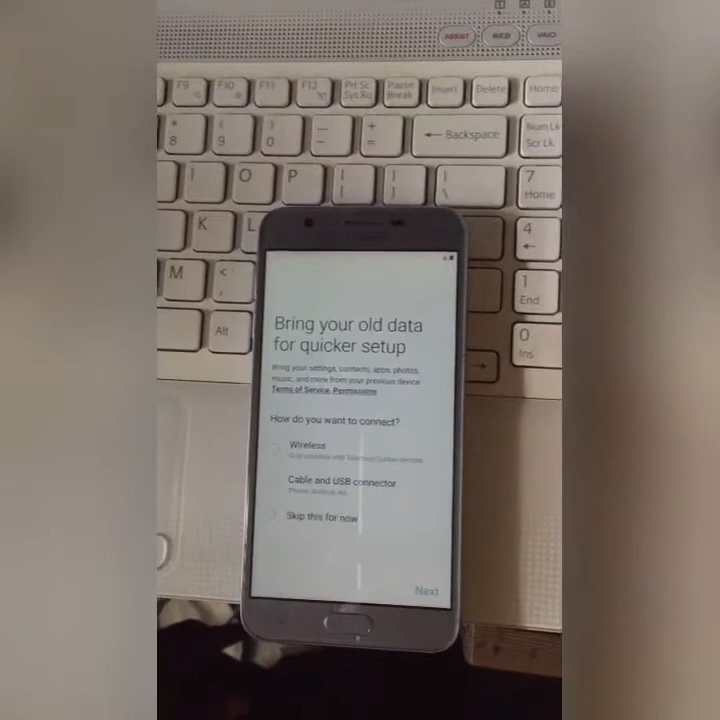 ASSIST WEB VAIO
F9 F10 F11 F12 Prt Sc Sys Rq Pause Break Insert Delete Home
* 8 ( 9 ) 0 — - + = ← Backspace Num Lk Scr Lk
I O P { [ } ] | \ 7 Home
K L 4 ←
M < , 1 End
Alt → 0 Ins
Bring your old data
for quicker setup
Bring your settings, contacts, apps, photos,
music, and more from your previous device.
Terms of Service, Permissions
How do you want to connect?
Wireless
Cable and USB connector
Skip this for now
Next